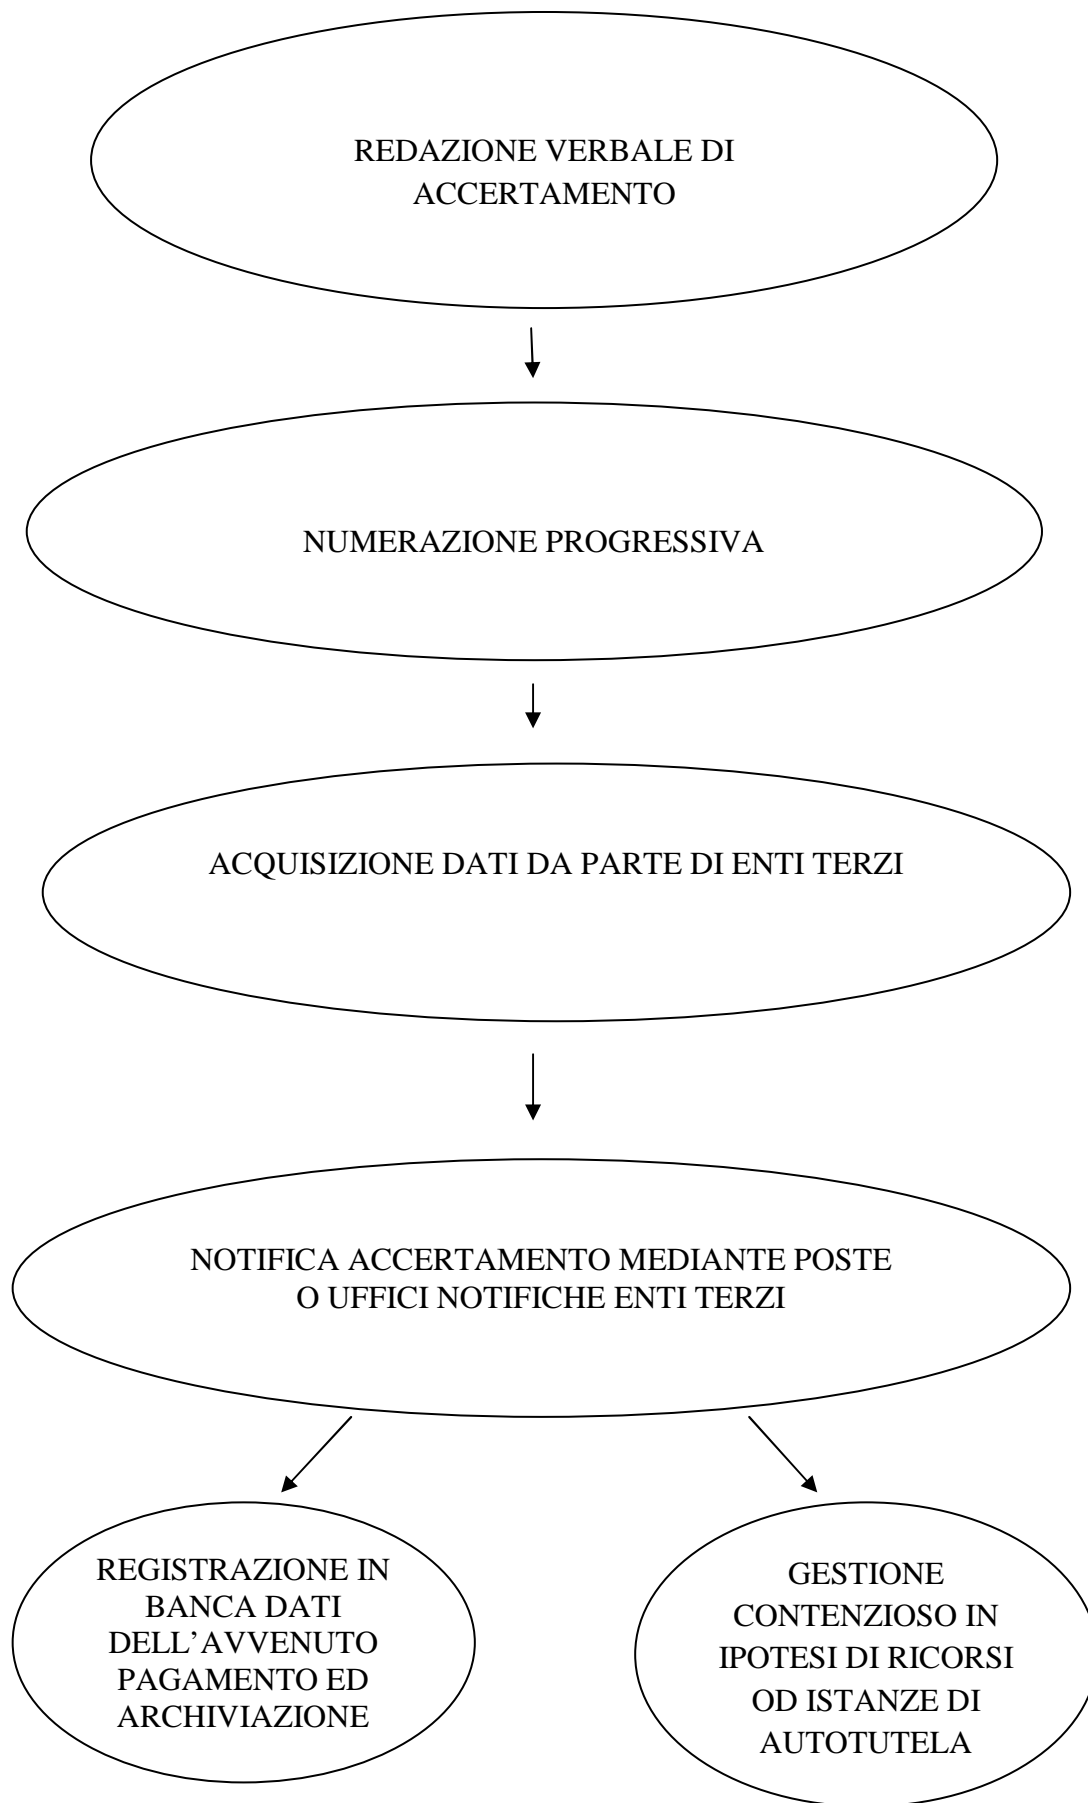 REDAZIONE VERBALE DI
ACCERTAMENTO
NUMERAZIONE PROGRESSIVA
ACQUISIZIONE DATI DA PARTE DI ENTI TERZI
NOTIFICA ACCERTAMENTO MEDIANTE POSTE
O UFFICI NOTIFICHE ENTI TERZI
REGISTRAZIONE IN
BANCA DATI
DELL’AVVENUTO
PAGAMENTO ED
ARCHIVIAZIONE
GESTIONE
CONTENZIOSO IN
IPOTESI DI RICORSI
OD ISTANZE DI
AUTOTUTELA